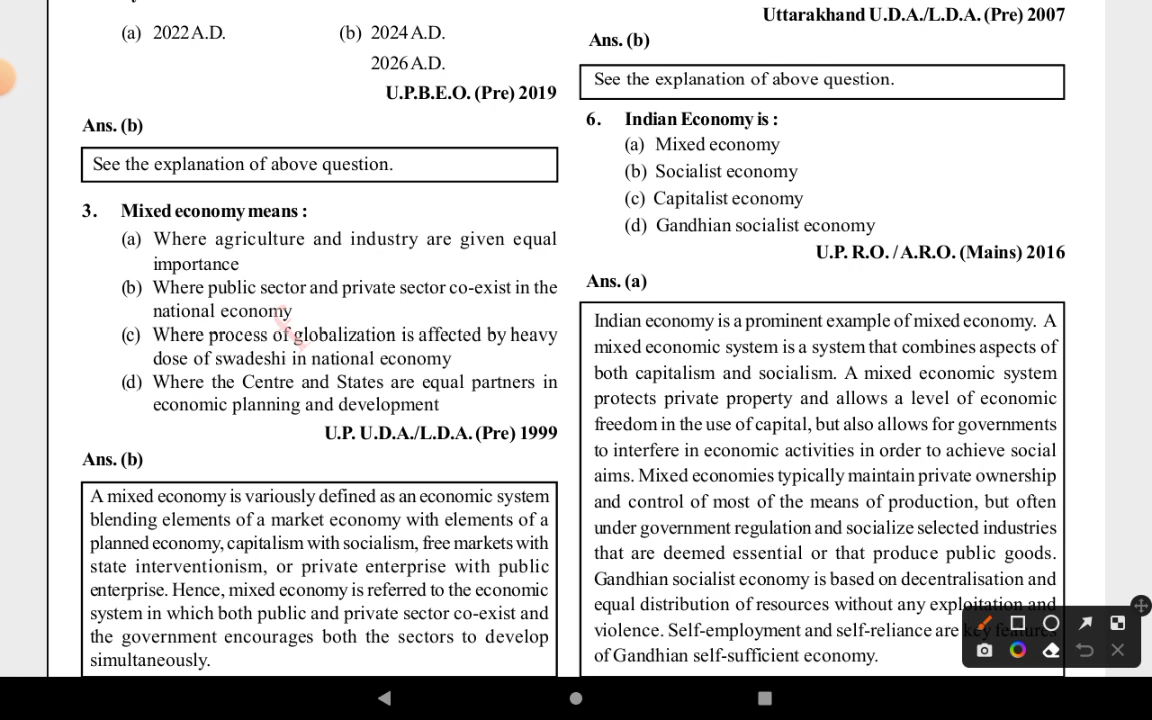 (a) 2022 A.D. (b) 2024 A.D.
2026 A.D.
U.P.B.E.O. (Pre) 2019
Ans. (b)
See the explanation of above question.
3. Mixed economy means :
(a) Where agriculture and industry are given equal
importance
(b) Where public sector and private sector co-exist in the
national economy
(c) Where process of globalization is affected by heavy
dose of swadeshi in national economy
(d) Where the Centre and States are equal partners in
economic planning and development
U.P. U.D.A./L.D.A. (Pre) 1999
Ans. (b)
A mixed economy is variously defined as an economic system
blending elements of a market economy with elements of a
planned economy, capitalism with socialism, free markets with
state interventionism, or private enterprise with public
enterprise. Hence, mixed economy is referred to the economic
system in which both public and private sector co-exist and
the government encourages both the sectors to develop
simultaneously.
Uttarakhand U.D.A./L.D.A. (Pre) 2007
Ans. (b)
See the explanation of above question.
6. Indian Economy is :
(a) Mixed economy
(b) Socialist economy
(c) Capitalist economy
(d) Gandhian socialist economy
U.P. R.O. / A.R.O. (Mains) 2016
Ans. (a)
Indian economy is a prominent example of mixed economy. A
mixed economic system is a system that combines aspects of
both capitalism and socialism. A mixed economic system
protects private property and allows a level of economic
freedom in the use of capital, but also allows for governments
to interfere in economic activities in order to achieve social
aims. Mixed economies typically maintain private ownership
and control of most of the means of production, but often
under government regulation and socialize selected industries
that are deemed essential or that produce public goods.
Gandhian socialist economy is based on decentralisation and
equal distribution of resources without any exploitation and
violence. Self-employment and self-reliance are key features
of Gandhian self-sufficient economy.